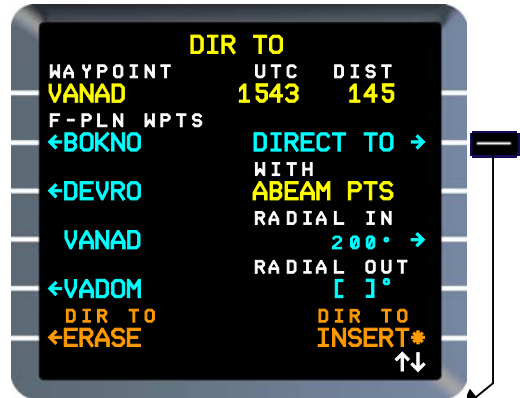 DIR TO
WAYPOINT UTC DIST
VANAD 1543 145
F-PLN WPTS
←BOKNO DIRECT TO →
WITH
←DEVRO ABEAM PTS
RADIAL IN
VANAD 200° →
RADIAL OUT
←VADOM [ ]°
DIR TO DIR TO
←ERASE INSERT*
↑↓